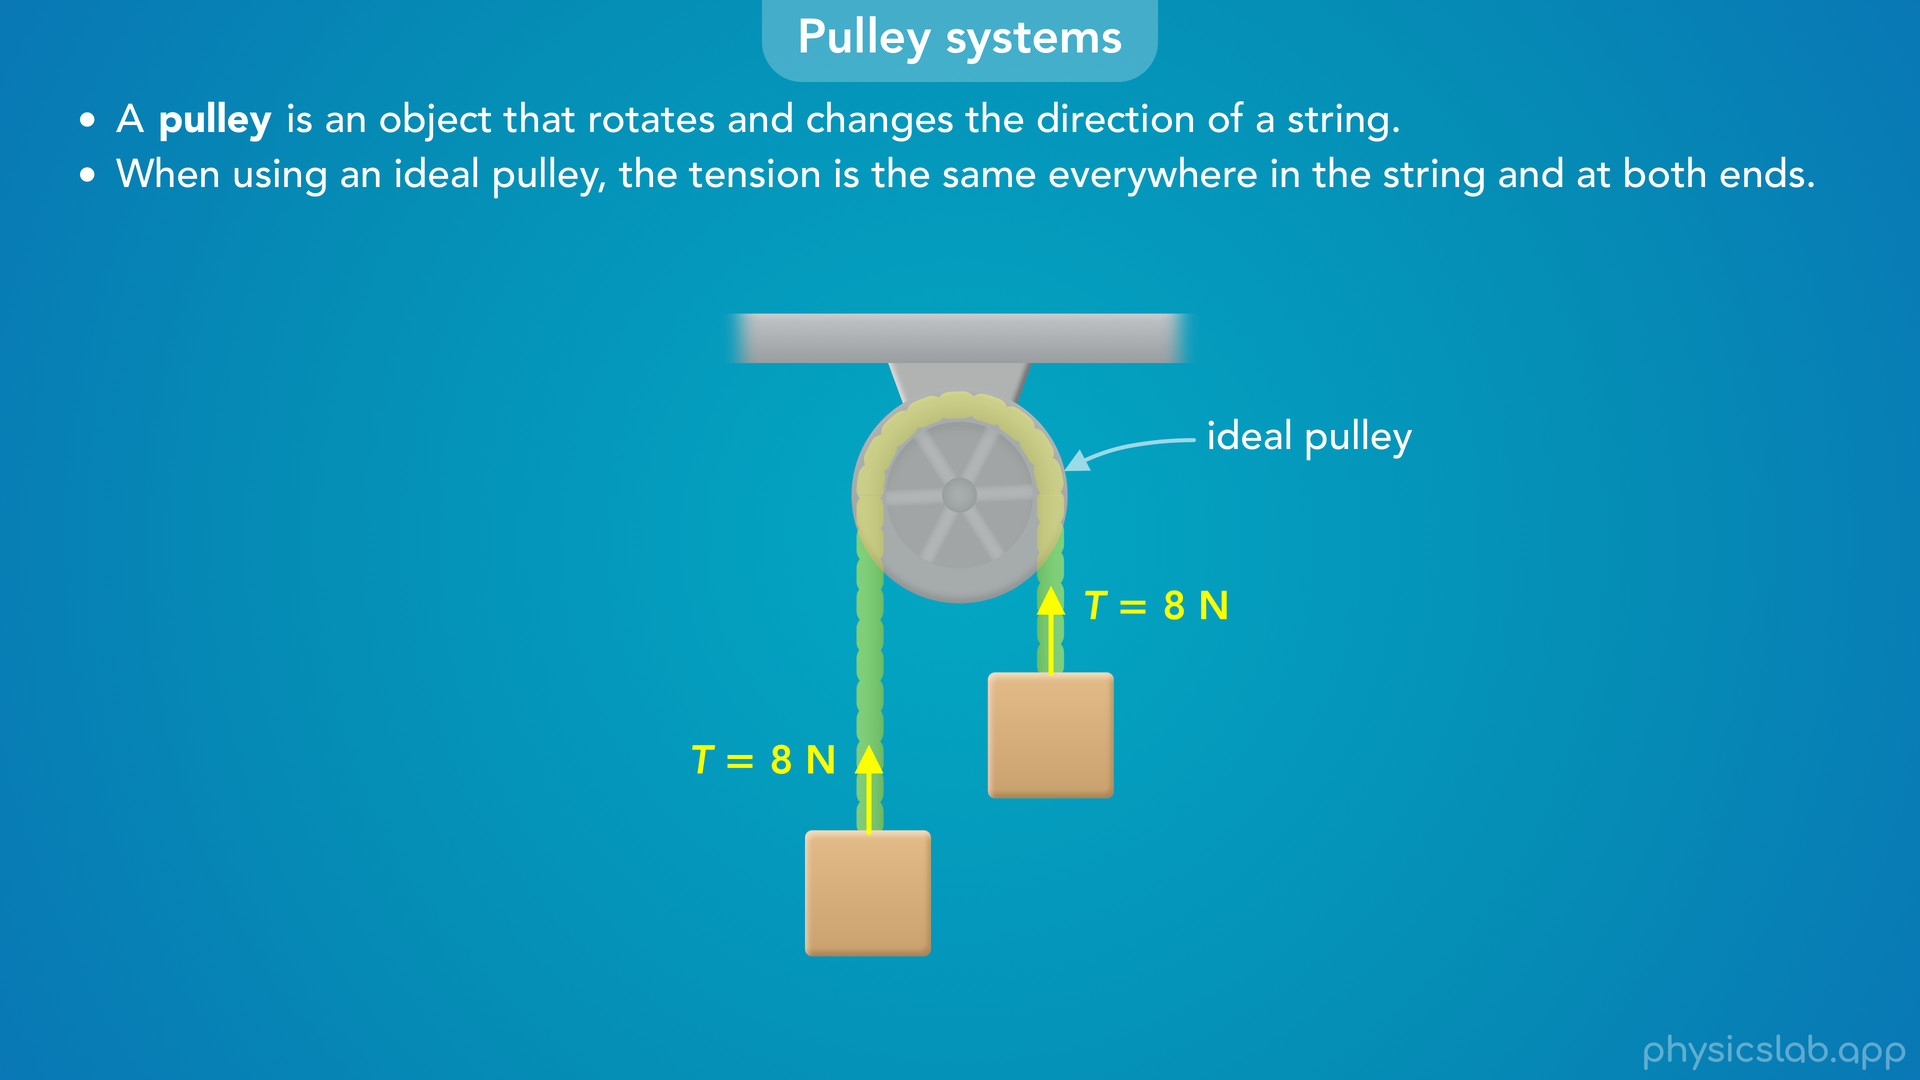 Pulley systems
• A pulley is an object that rotates and changes the direction of a string.
• When using an ideal pulley, the tension is the same everywhere in the string and at both ends.
ideal pulley
T = 8 N
T = 8 N
physicslab.app